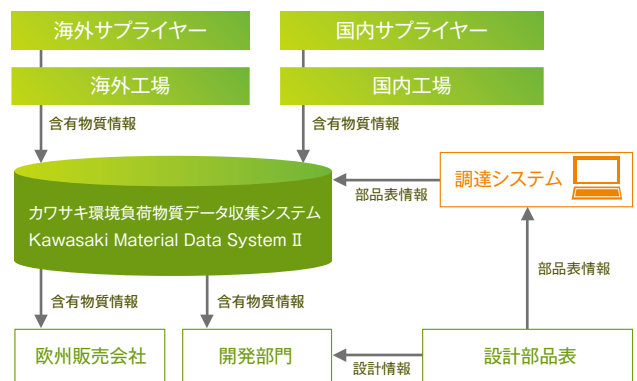 海外サプライヤー
国内サプライヤー
海外工場
国内工場
含有物質情報
含有物質情報
調達システム
部品表情報
カワサキ環境負荷物質データ収集システム
Kawasaki Material Data System Ⅱ
部品表情報
含有物質情報
含有物質情報
欧州販売会社
開発部門
設計情報
設計部品表